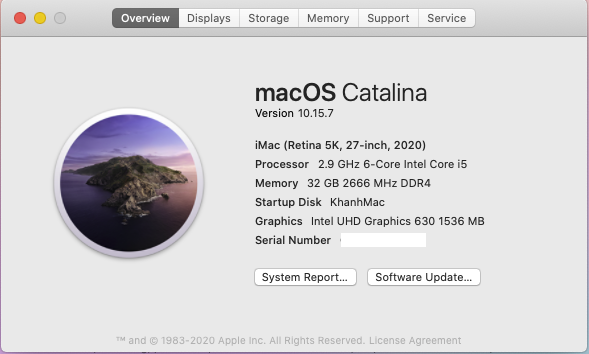 Overview Displays Storage Memory Support Service
macOS Catalina
Version 10.15.7
iMac (Retina 5K, 27-inch, 2020)
Processor 2.9 GHz 6-Core Intel Core i5
Memory 32 GB 2666 MHz DDR4
Startup Disk KhanhMac
Graphics Intel UHD Graphics 630 1536 MB
Serial Number
System Report... Software Update...
™ and © 1983-2020 Apple Inc. All Rights Reserved. License Agreement